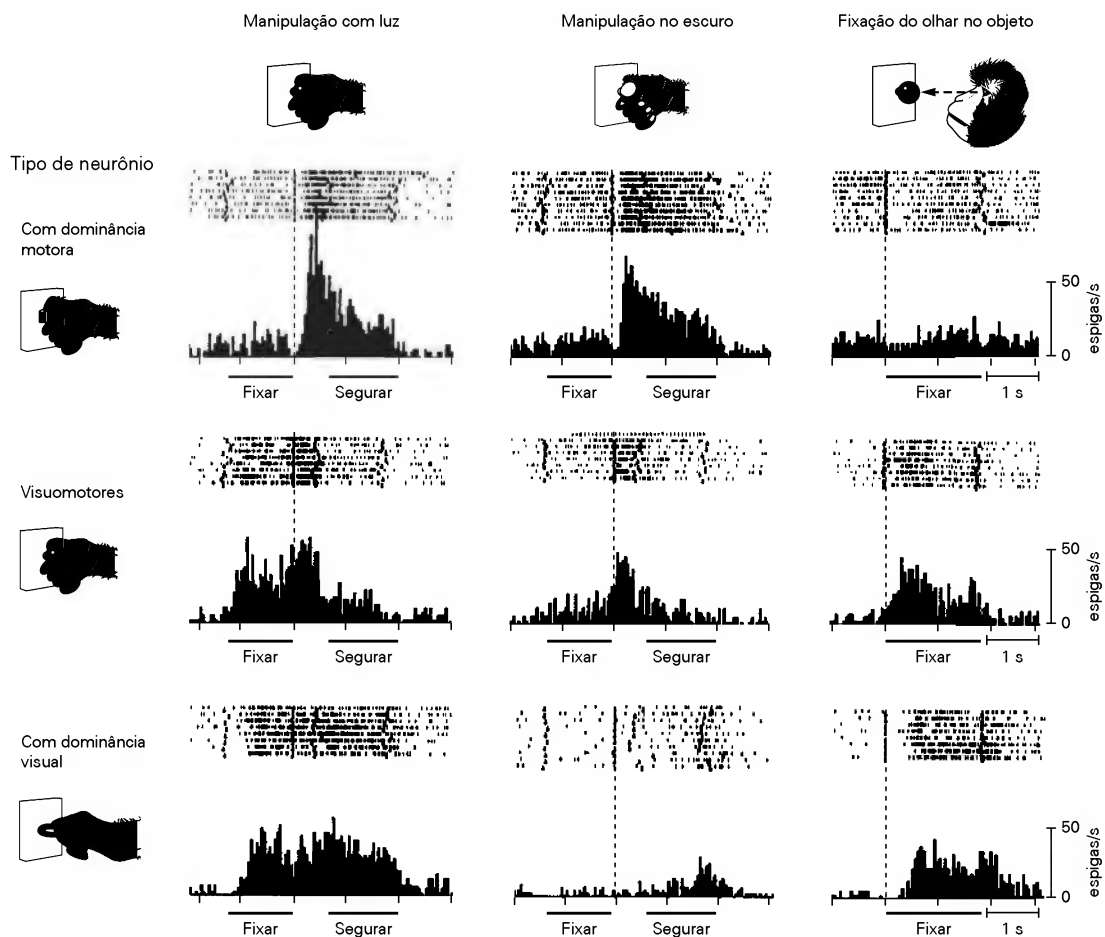 Manipulação com luz
Manipulação no escuro
Fixação do olhar no objeto
Tipo de neurônio
Com dominância
motora
50
0
espigas/s
Fixar
Segurar
Fixar
Segurar
Fixar
1 s
Visuomotores
50
0
espigas/s
Fixar
Segurar
Fixar
Segurar
Fixar
1 s
Com dominância
visual
50
0
espigas/s
Fixar
Segurar
Fixar
Segurar
Fixar
1 s